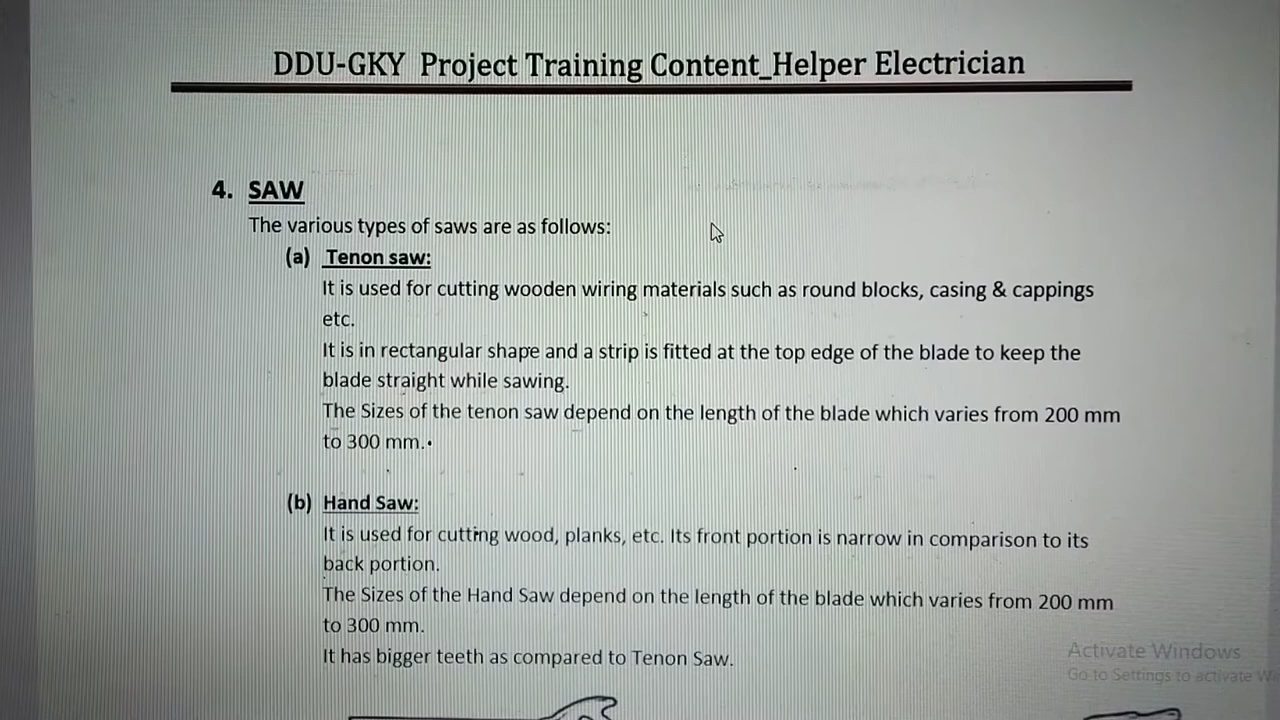 DDU-GKY Project Training Content_Helper Electrician
4. SAW
The various types of saws are as follows:
(a) Tenon saw:
It is used for cutting wooden wiring materials such as round blocks, casing & cappings
etc.
It is in rectangular shape and a strip is fitted at the top edge of the blade to keep the
blade straight while sawing.
The Sizes of the tenon saw depend on the length of the blade which varies from 200 mm
to 300 mm.
(b) Hand Saw:
It is used for cutting wood, planks, etc. Its front portion is narrow in comparison to its
back portion.
The Sizes of the Hand Saw depend on the length of the blade which varies from 200 mm
to 300 mm.
It has bigger teeth as compared to Tenon Saw.
Activate Windows
Go to Settings to activate